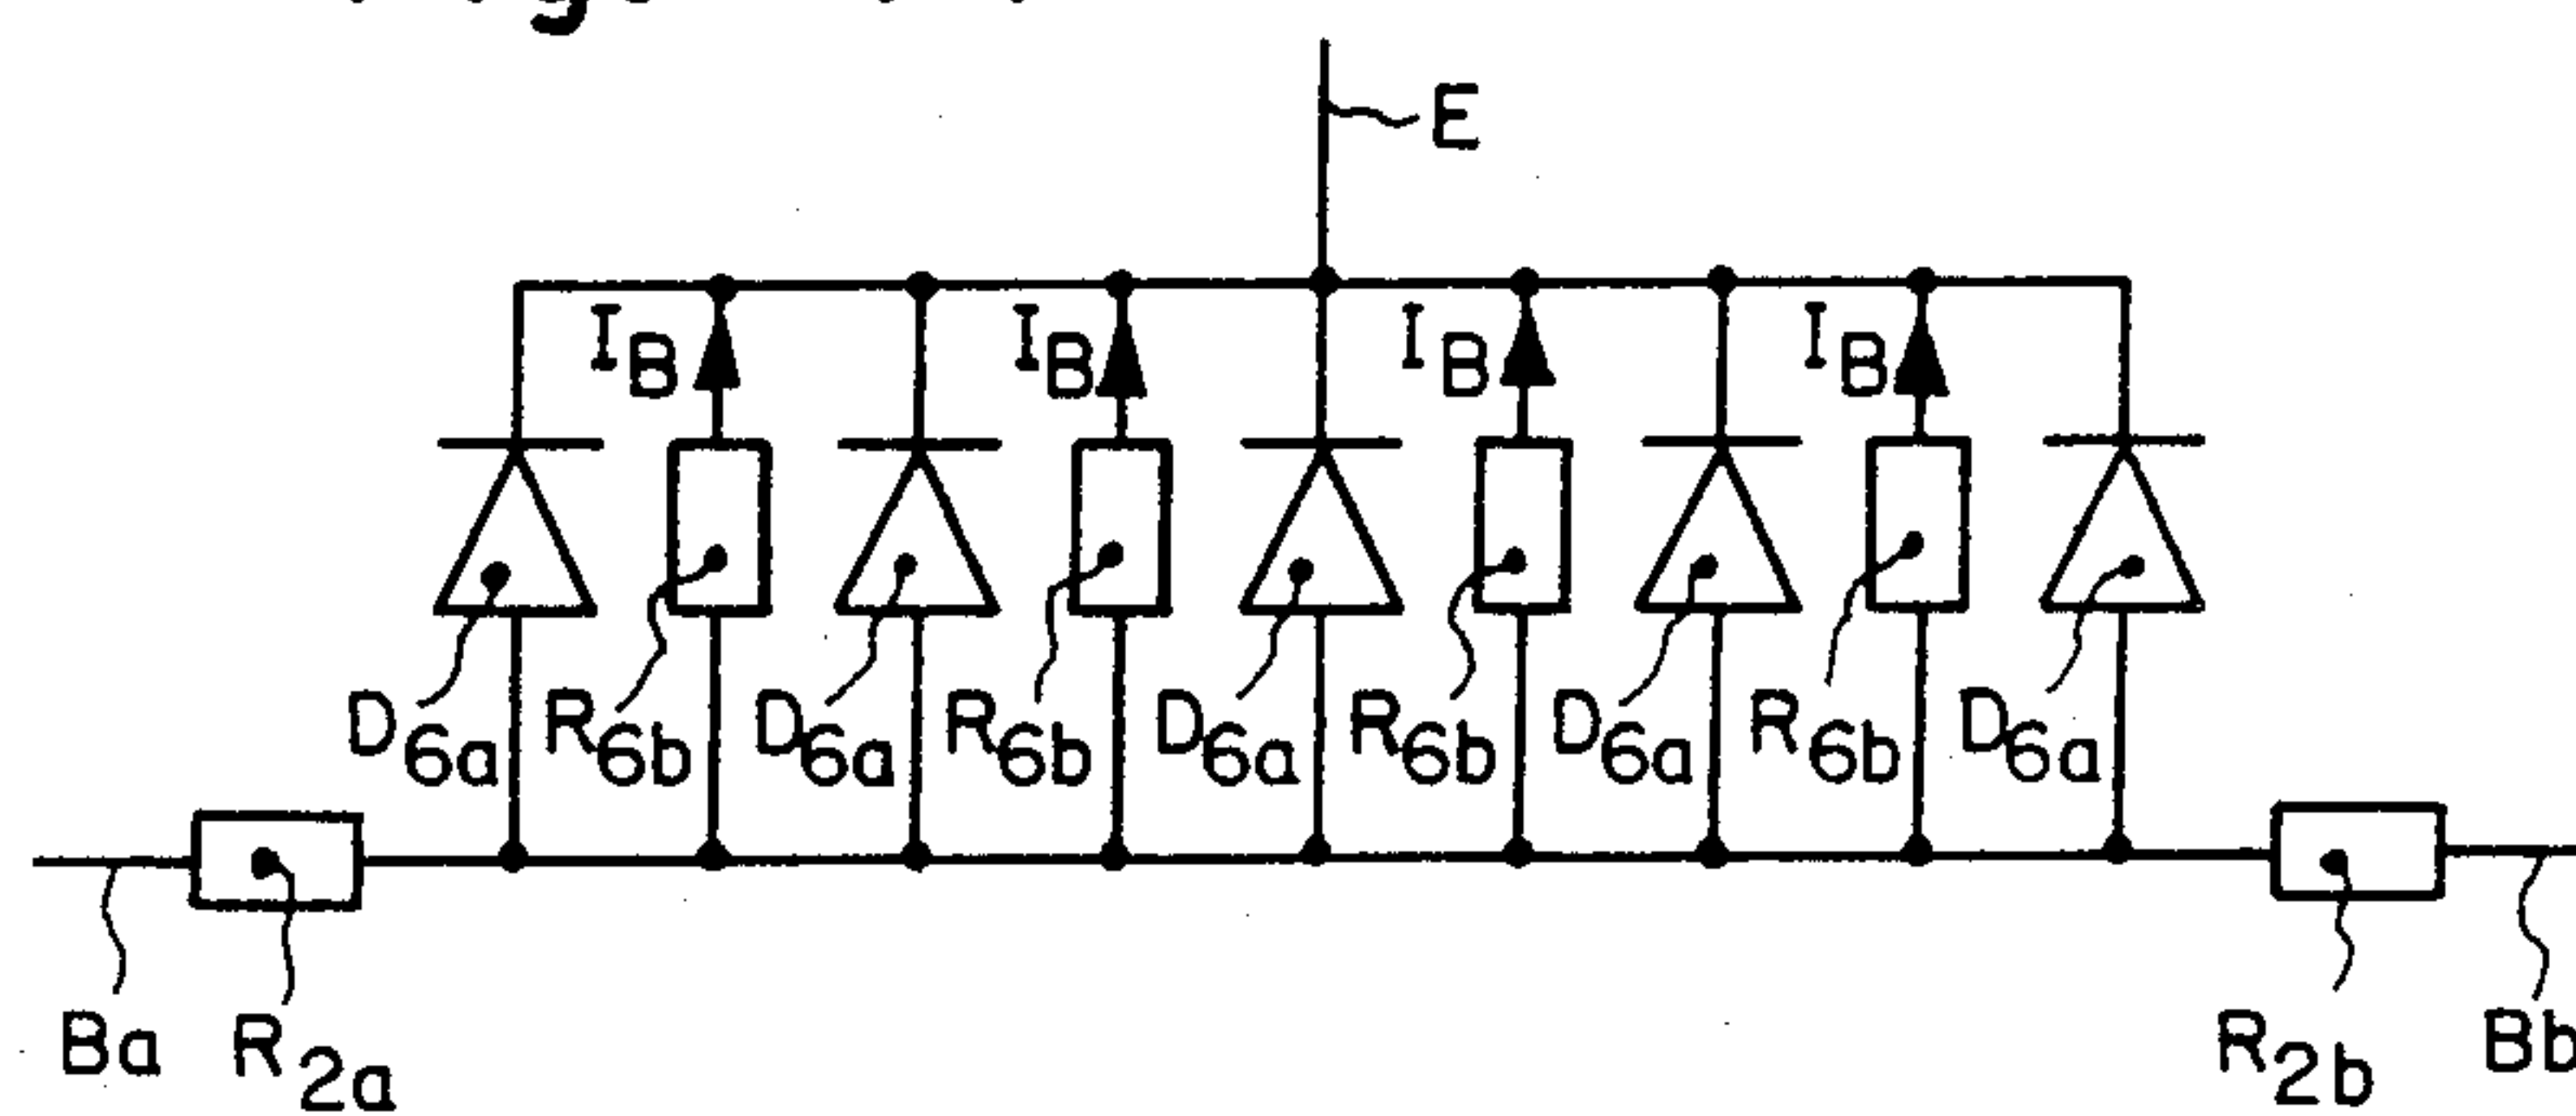 E
I_B I_B I_B I_B
D_6a R_6b D_6a R_6b D_6a R_6b D_6a R_6b D_6a
Ba R_2a R_2b Bb